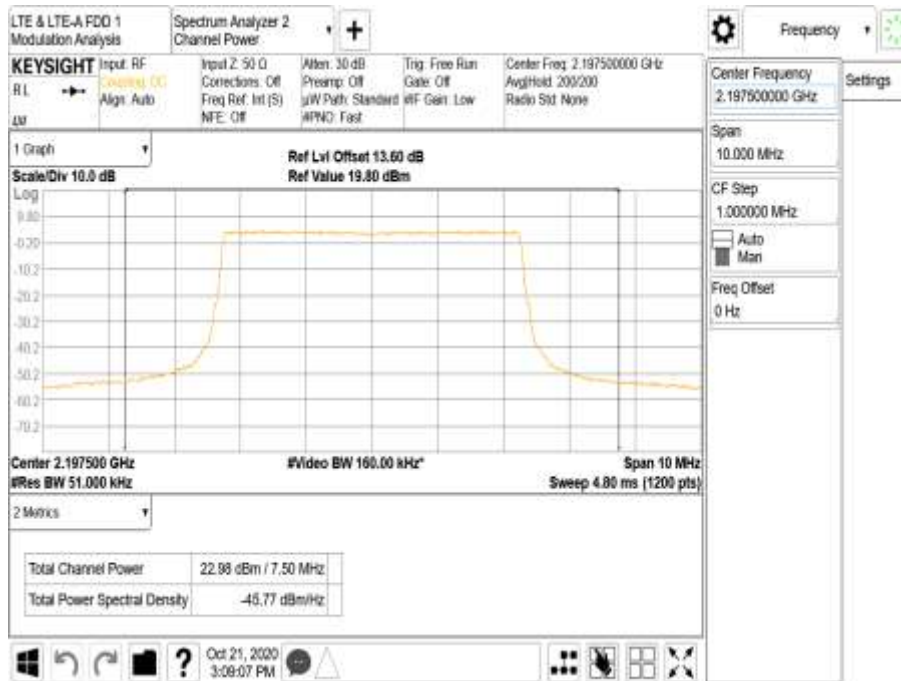 LTE & LTE-A FDD 1
Modulation Analysis
Spectrum Analyzer 2
Channel Power
Frequency
KEYSIGHT
Input: RF
Coupling: DC
Align: Auto
Input Z: 50 Ω
Corrections: Off
Freq Ref: Int (S)
NFE: Off
Atten: 30 dB
Preamp: Off
µW Path: Standard
#PNO: Fast
Trig: Free Run
Gate: Off
#IF Gain: Low
Center Freq: 2.197500000 GHz
Avg|Hold: 200/200
Radio Std: None
Center Frequency
2.197500000 GHz
Settings
Span
10.000 MHz
CF Step
1.000000 MHz
Auto
Man
Freq Offset
0 Hz
1 Graph
Scale/Div 10.0 dB
Ref Lvl Offset 13.60 dB
Ref Value 19.80 dBm
Log
9.80
-0.20
-10.2
-20.2
-30.2
-40.2
-50.2
-60.2
-70.2
Center 2.197500 GHz
#Video BW 160.00 kHz*
Span 10 MHz
#Res BW 51.000 kHz
Sweep 4.80 ms (1200 pts)
2 Metrics
Total Channel Power 22.98 dBm / 7.50 MHz
Total Power Spectral Density -45.77 dBm/Hz
Oct 21, 2020
3:09:07 PM